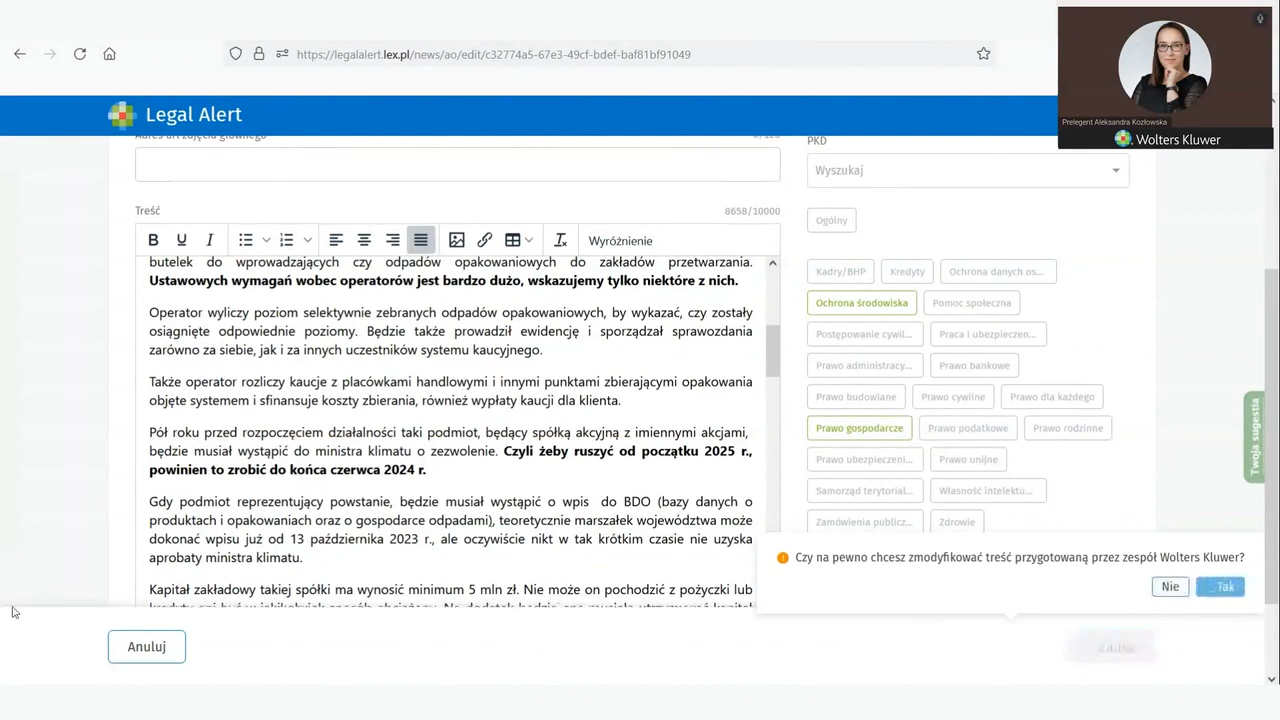 https://legalalert.lex.pl/news/ao/edit/c32774a5-67e3-49cf-bdef-baf81bf91049
Prelegent Aleksandra Kozłowska
Wolters Kluwer
Legal Alert
Adres url zdjęcia głównego
0/120
PKD
Wyszukaj
Treść
8658/10000
Ogólny
B U I
Wyróżnienie
butelek do wprowadzających czy odpadów opakowaniowych do zakładów przetwarzania.
Ustawowych wymagań wobec operatorów jest bardzo dużo, wskazujemy tylko niektóre z nich.
Operator wyliczy poziom selektywnie zebranych odpadów opakowaniowych, by wykazać, czy zostały
osiągnięte odpowiednie poziomy. Będzie także prowadził ewidencję i sporządzał sprawozdania
zarówno za siebie, jak i za innych uczestników systemu kaucyjnego.
Także operator rozliczy kaucje z placówkami handlowymi i innymi punktami zbierającymi opakowania
objęte systemem i sfinansuje koszty zbierania, również wypłaty kaucji dla klienta.
Pół roku przed rozpoczęciem działalności taki podmiot, będący spółką akcyjną z imiennymi akcjami,
będzie musiał wystąpić do ministra klimatu o zezwolenie. Czyli żeby ruszyć od początku 2025 r.,
powinien to zrobić do końca czerwca 2024 r.
Gdy podmiot reprezentujący powstanie, będzie musiał wystąpić o wpis do BDO (bazy danych o
produktach i opakowaniach oraz o gospodarce odpadami), teoretycznie marszałek województwa może
dokonać wpisu już od 13 października 2023 r., ale oczywiście nikt w tak krótkim czasie nie uzyska
aprobaty ministra klimatu.
Kapitał zakładowy takiej spółki ma wynosić minimum 5 mln zł. Nie może on pochodzić z pożyczki lub
Kadry/BHP
Kredyty
Ochrona danych os...
Ochrona środowiska
Pomoc społeczna
Postępowanie cywil...
Praca i ubezpieczen...
Prawo administracy...
Prawo bankowe
Prawo budowlane
Prawo cywilne
Prawo dla każdego
Prawo gospodarcze
Prawo podatkowe
Prawo rodzinne
Prawo ubezpieczeni...
Prawo unijne
Samorząd terytorial...
Własność intelektu...
Zamówienia publicz...
Zdrowie
Twoja sugestia
Czy na pewno chcesz zmodyfikować treść przygotowaną przez zespół Wolters Kluwer?
Nie
Tak
Anuluj